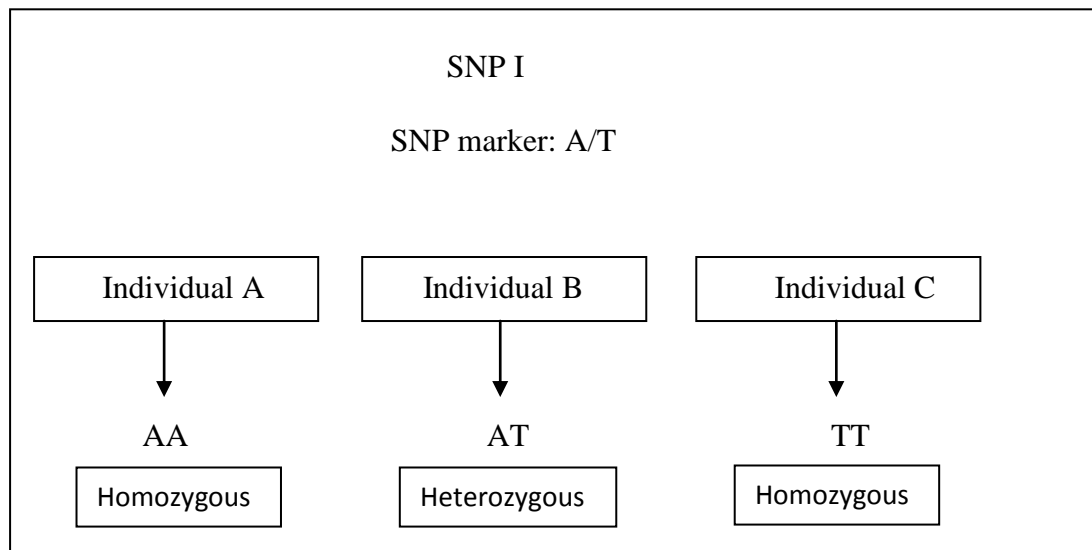 SNP I
SNP marker: A/T
Individual A Individual B Individual C
AA AT TT
Homozygous Heterozygous Homozygous